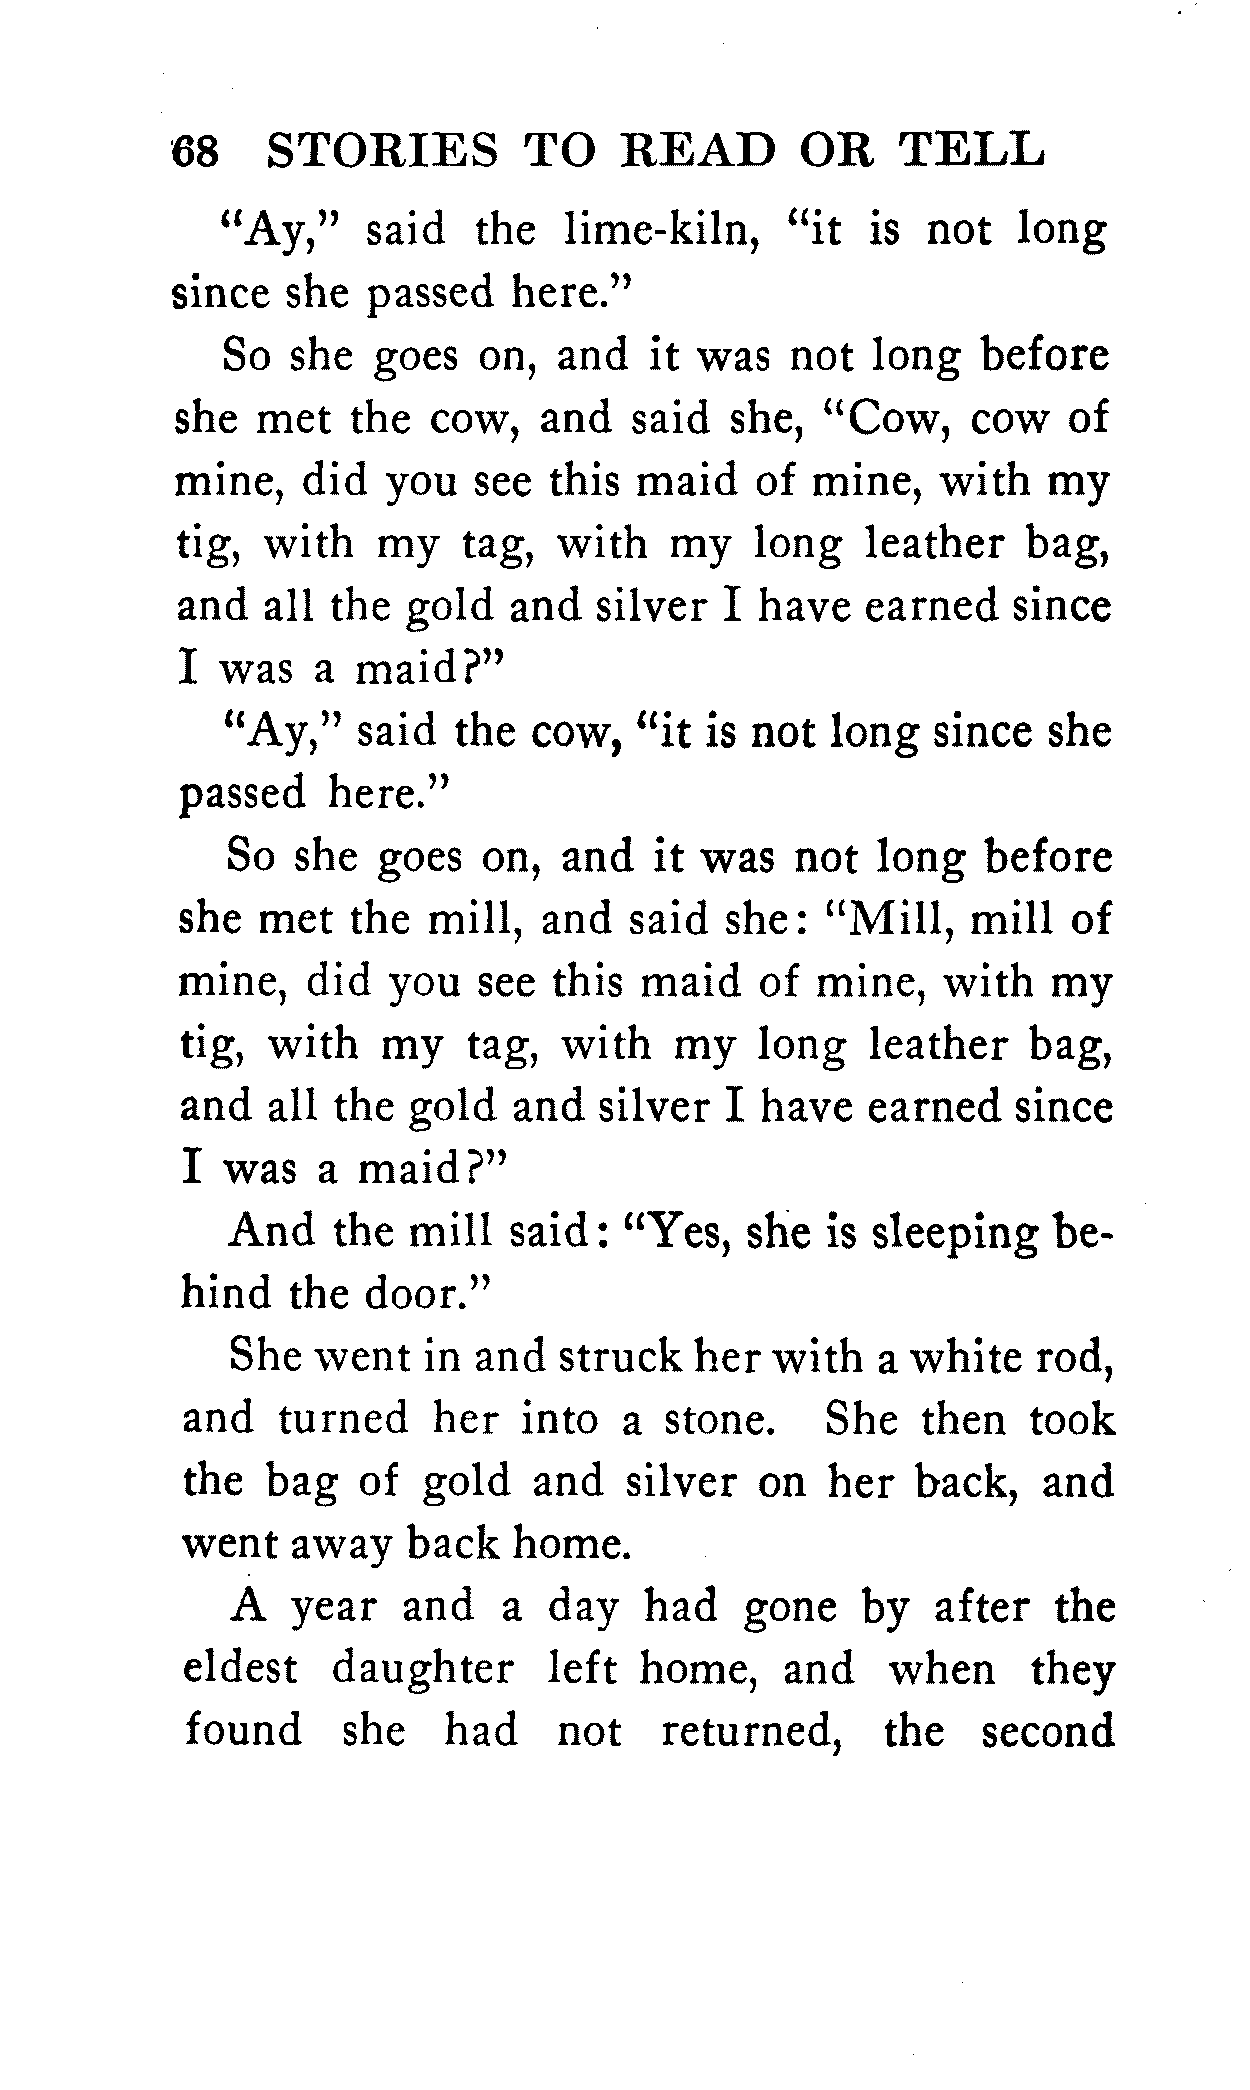 68 STORIES TO READ OR TELL
"Ay," said the lime-kiln, "it is not long
since she passed here."
So she goes on, and it was not long before
she met the cow, and said she, "Cow, cow of
mine, did you see this maid of mine, with my
tig, with my tag, with my long leather bag,
and all the gold and silver I have earned since
I was a maid?"
"Ay," said the cow, "it is not long since she
passed here."
So she goes on, and it was not long before
she met the mill, and said she: "Mill, mill of
mine, did you see this maid of mine, with my
tig, with my tag, with my long leather bag,
and all the gold and silver I have earned since
I was a maid?"
And the mill said: "Yes, she is sleeping be-
hind the door."
She went in and struck her with a white rod,
and turned her into a stone. She then took
the bag of gold and silver on her back, and
went away back home.
A year and a day had gone by after the
eldest daughter left home, and when they
found she had not returned, the second